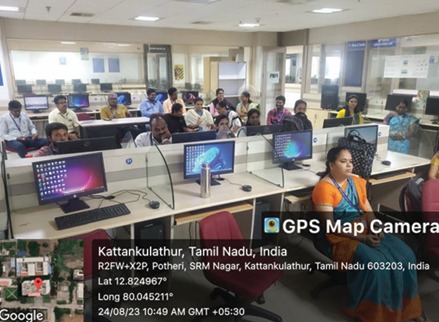 GPS Map Camera
Kattankulathur, Tamil Nadu, India
R2FW+X2P, Potheri, SRM Nagar, Kattankulathur, Tamil Nadu 603203, India
Lat 12.824967°
Long 80.045211°
24/08/23 10:49 AM GMT +05:30
Google